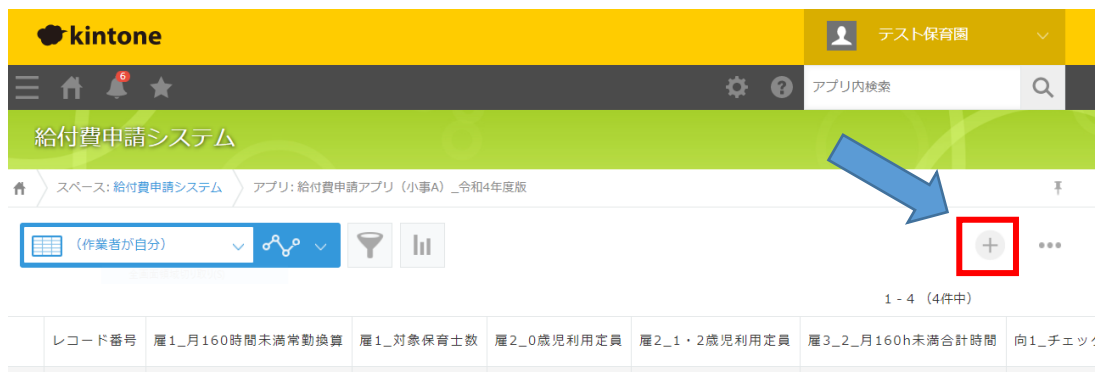 kintone
テスト保育園
6
アプリ内検索
給付費申請システム
スペース: 給付費申請システム
アプリ: 給付費申請アプリ（小事A）_令和4年度版
（作業者が自分）
1 - 4 （4件中）
レコード番号 雇1_月160時間未満常勤換算 雇1_対象保育士数 雇2_0歳児利用定員 雇2_1・2歳児利用定員 雇3_2_月160h未満合計時間 向1_チェック